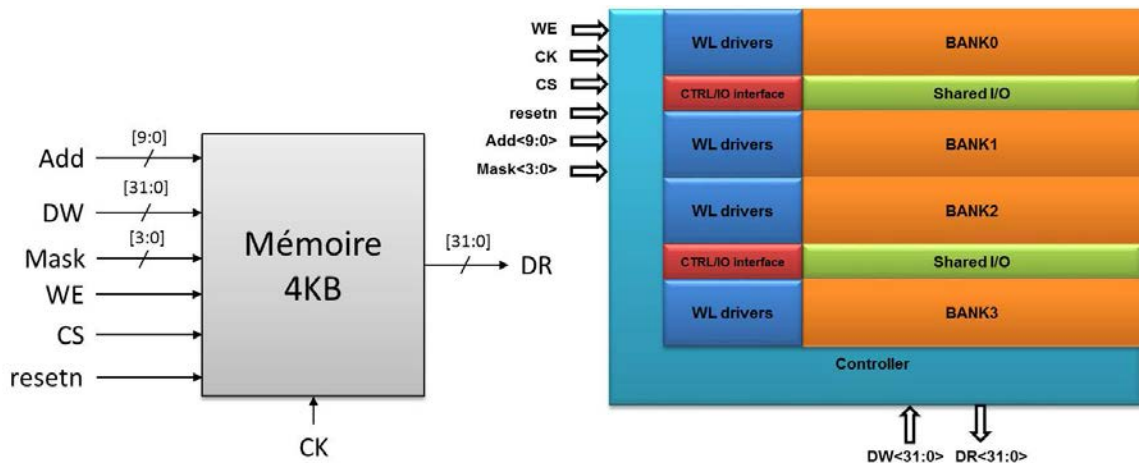 [9:0]
Add
[31:0]
DW
[3:0]
Mask
WE
CS
resetn
Mémoire
4KB
[31:0]
DR
CK
WE
CK
CS
resetn
Add<9:0>
Mask<3:0>
WL drivers
BANK0
CTRL/IO interface
Shared I/O
WL drivers
BANK1
WL drivers
BANK2
CTRL/IO interface
Shared I/O
WL drivers
BANK3
Controller
DW<31:0>
DR<31:0>